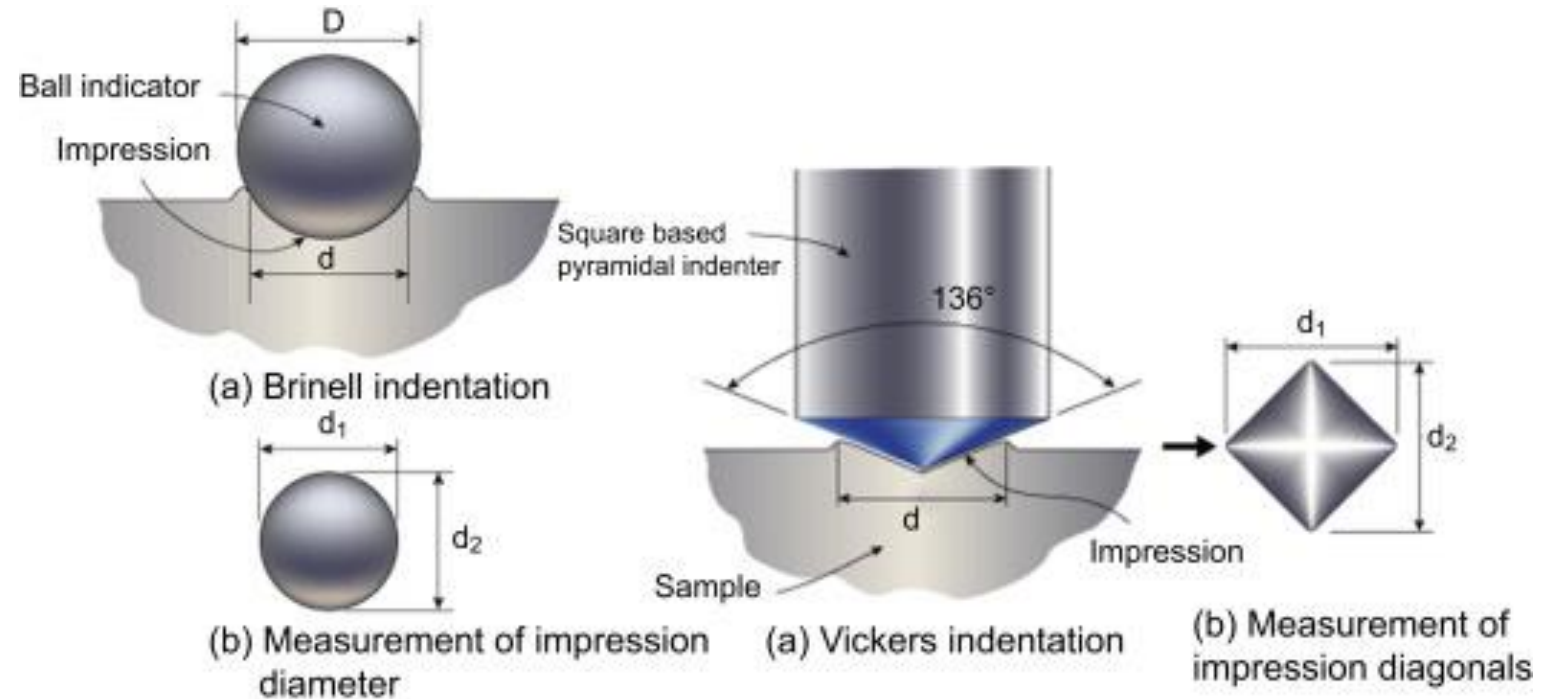 D
Ball indicator
Impression
d
(a) Brinell indentation
d₁
d₂
(b) Measurement of impression
diameter
Square based
pyramidal indenter
136°
d
Impression
Sample
(a) Vickers indentation
d₁
d₂
(b) Measurement of
impression diagonals